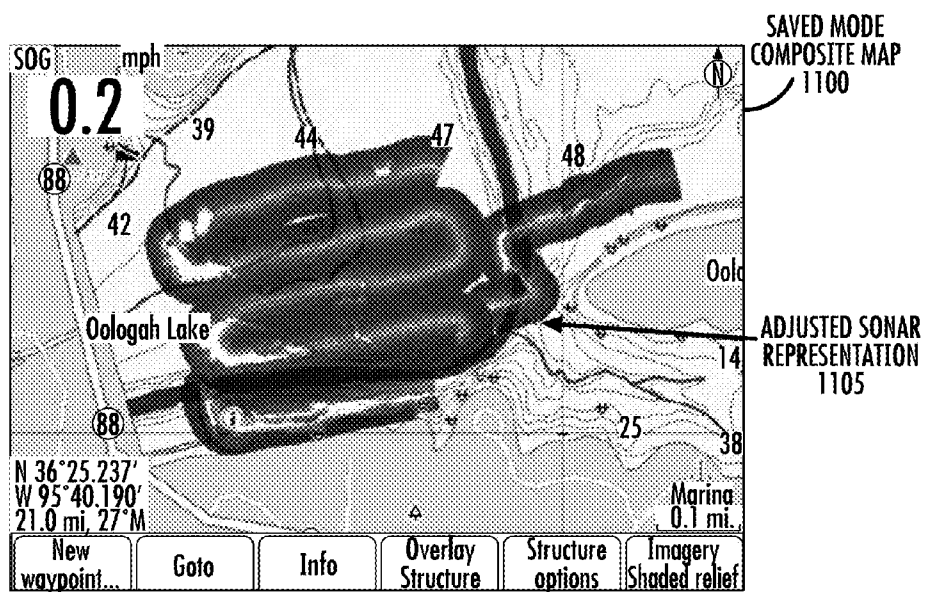 SAVED MODE
COMPOSITE MAP
1100
SOG mph
0.2
N
39
44
47
48
88
42
Oolo
Oologah Lake
ADJUSTED SONAR
REPRESENTATION
1105
14
88
25
38
N 36°25.237'
W 95°40.190'
21.0 mi, 27°M
Marina
0.1 mi.
New
waypoint...
Goto
Info
Overlay
Structure
Structure
options
Imagery
Shaded relief